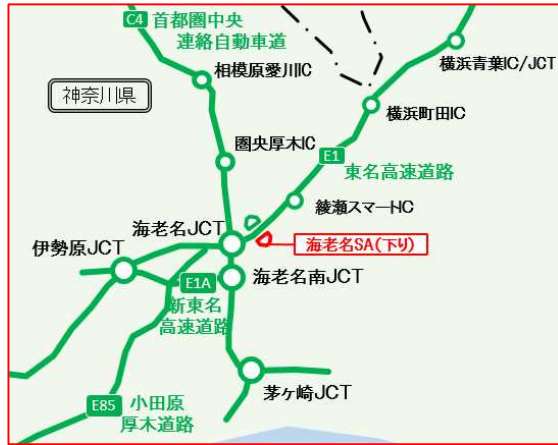 C4 首都圏中央
連絡自動車道
横浜青葉IC/JCT
相模原愛川IC
神奈川県
横浜町田IC
圏央厚木IC
E1
東名高速道路
綾瀬スマートIC
海老名JCT
海老名SA(下り)
伊勢原JCT
E1A
海老名南JCT
新東名
高速道路
茅ヶ崎JCT
E85 小田原
厚木道路